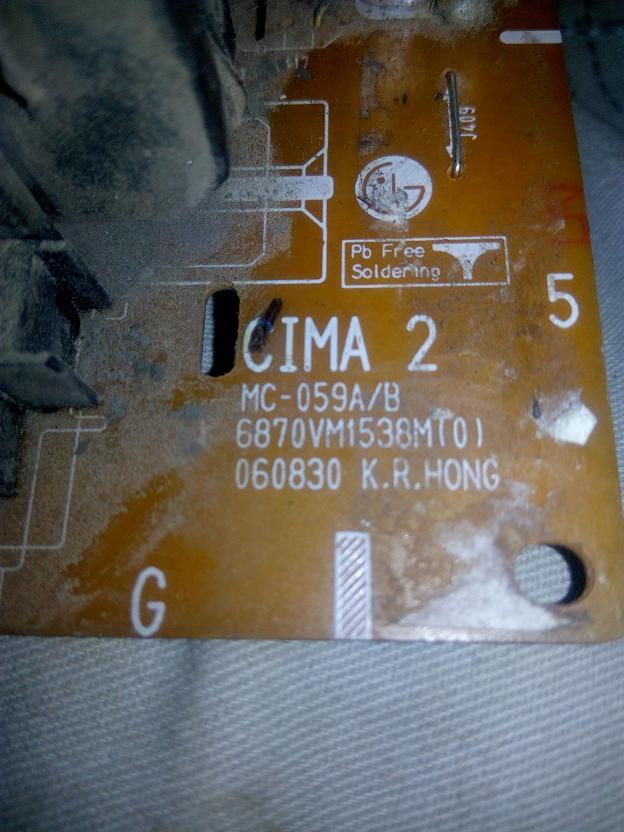 J409
LG
Pb Free
Soldering
5
CIMA 2
MC-059A/B
6870VM1538M(0)
060830 K.R.HONG
G